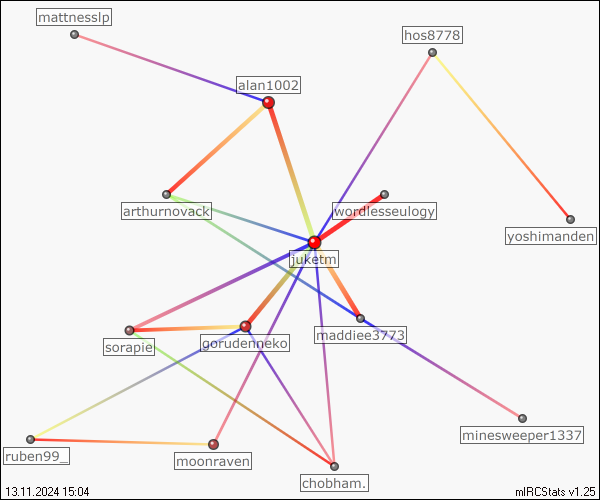 mattnesslp
hos8778
alan1002
arthurnovack
wordlesseulogy
yoshimanden
juketm
sorapie
gorudenneko
maddiee3773
minesweeper1337
ruben99_
moonraven
chobham.
13.11.2024 15:04
mIRCStats v1.25